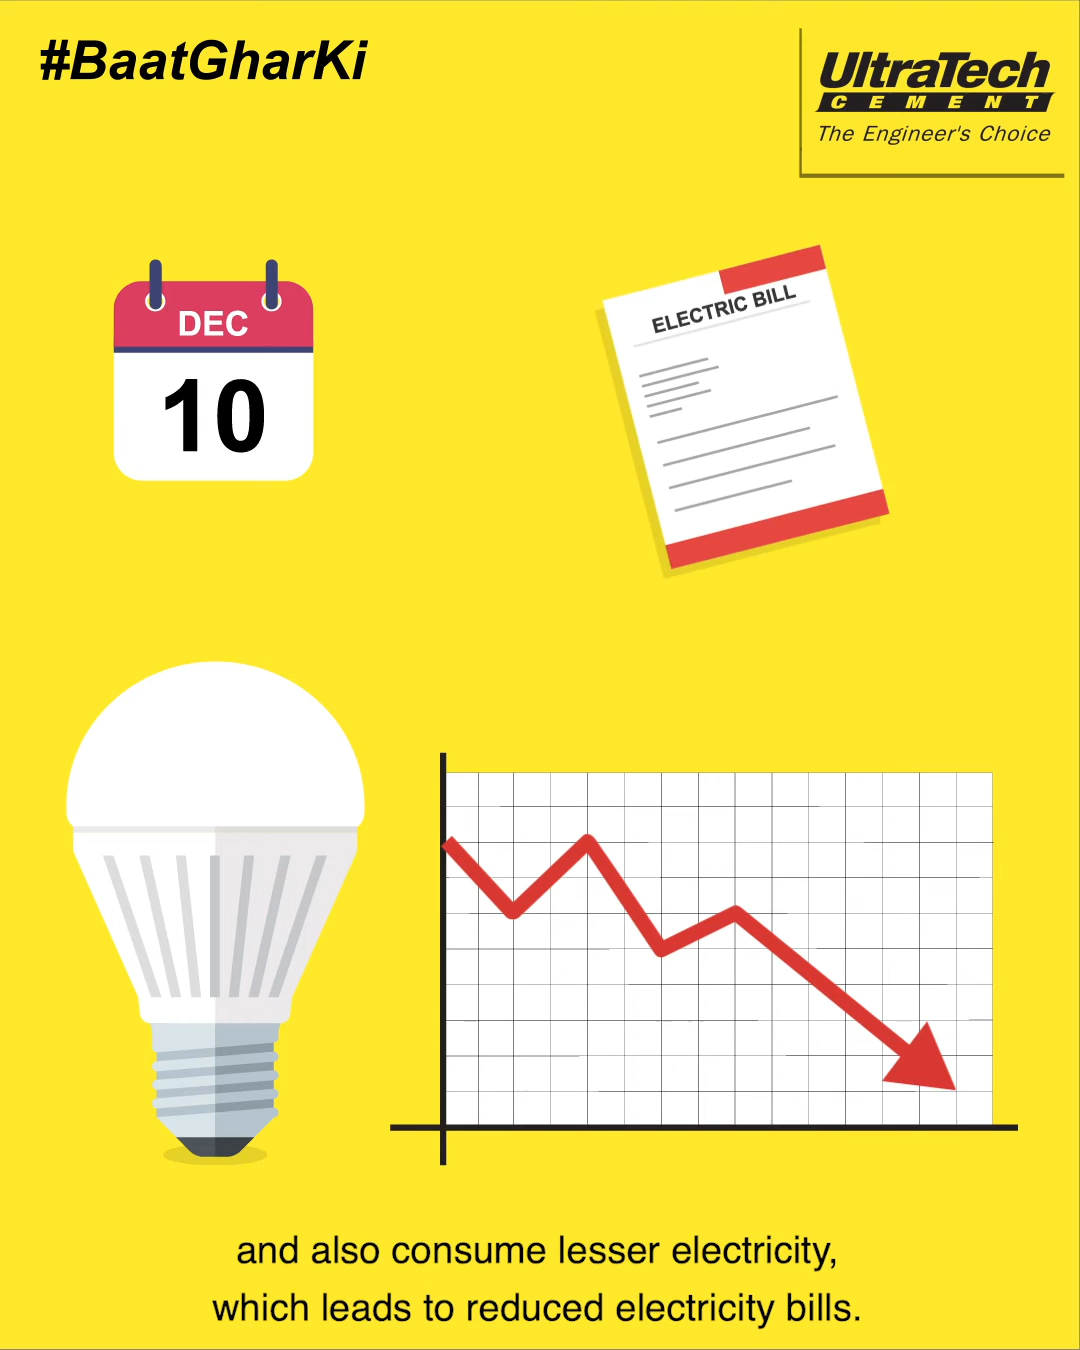 #BaatGharKi
UltraTech
CEMENT
The Engineer's Choice
DEC
10
ELECTRIC BILL
and also consume lesser electricity,
which leads to reduced electricity bills.